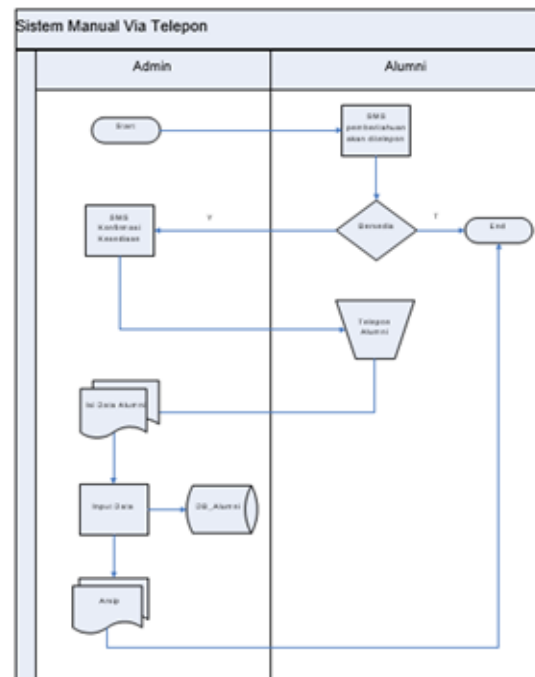 Sistem Manual Via Telepon
Admin
Alumni
Start
SMS
pemberitahuan
akan ditelepon
Bersedia
Y
T
End
SMS
Konfirmasi
Kesediaan
Telepon
Alumni
Isi Data Alumni
Input Data
DB_Alumni
Arsip